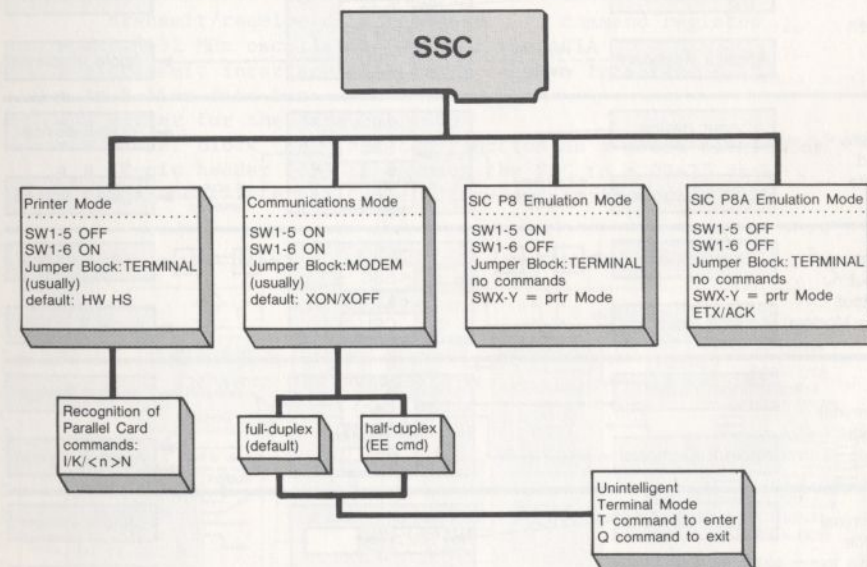 SSC
Printer Mode
SW1-5 OFF
SW1-6 ON
Jumper Block:TERMINAL
(usually)
default: HW HS
Communications Mode
SW1-5 ON
SW1-6 ON
Jumper Block:MODEM
(usually)
default: XON/XOFF
SIC P8 Emulation Mode
SW1-5 ON
SW1-6 OFF
Jumper Block:TERMINAL
no commands
SWX-Y = prtr Mode
SIC P8A Emulation Mode
SW1-5 OFF
SW1-6 OFF
Jumper Block:TERMINAL
no commands
SWX-Y = prtr Mode
ETX/ACK
Recognition of
Parallel Card
commands:
I/K/<n>N
full-duplex
(default)
half-duplex
(EE cmd)
Unintelligent
Terminal Mode
T command to enter
Q command to exit